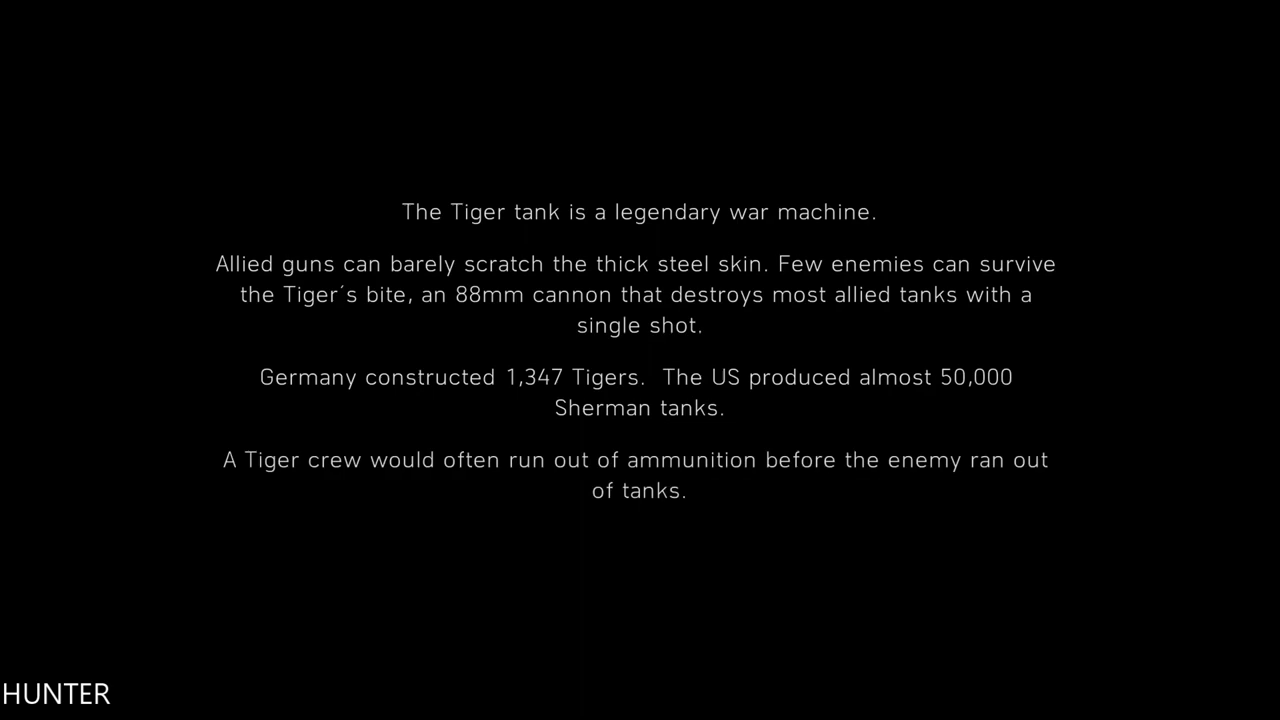 The Tiger tank is a legendary war machine.
Allied guns can barely scratch the thick steel skin. Few enemies can survive
the Tiger´s bite, an 88mm cannon that destroys most allied tanks with a
single shot.
Germany constructed 1,347 Tigers.  The US produced almost 50,000
Sherman tanks.
A Tiger crew would often run out of ammunition before the enemy ran out
of tanks.
HUNTER